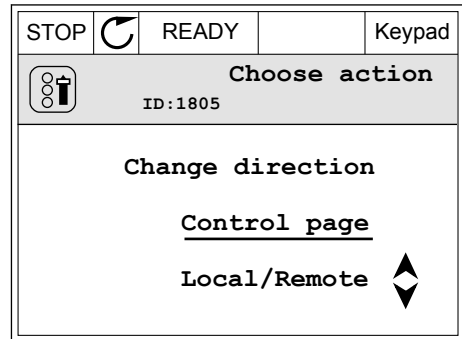 STOP READY Keypad
Choose action
ID:1805
Change direction
Control page
Local/Remote